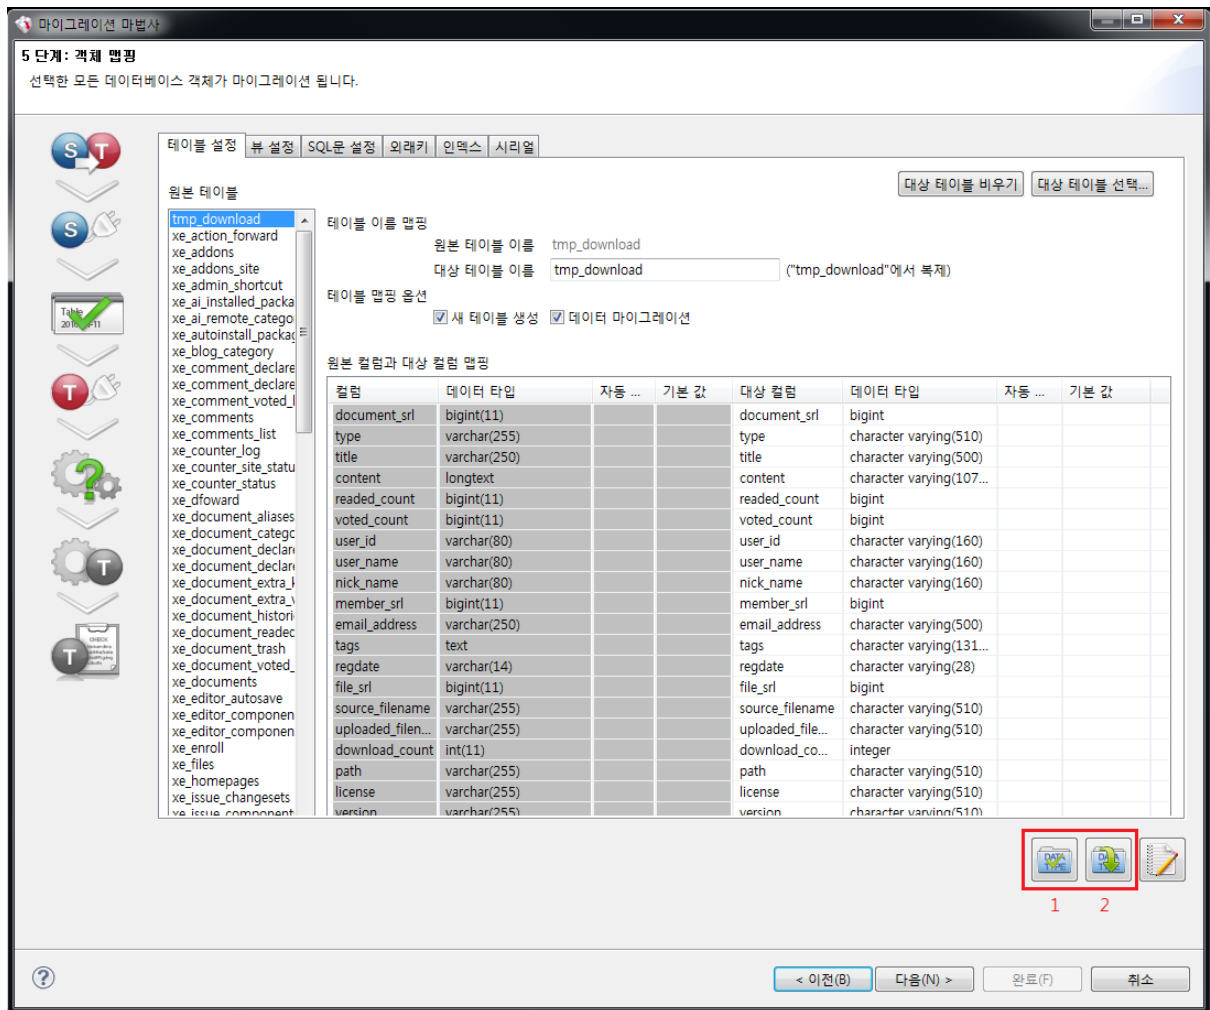 마이그레이션 마법사
5 단계: 객체 맵핑
선택한 모든 데이터베이스 객체가 마이그레이션 됩니다.
테이블 설정 뷰 설정 SQL문 설정 외래키 인덱스 시리얼
대상 테이블 비우기 대상 테이블 선택...
원본 테이블
tmp_download
xe_action_forward
xe_addons
xe_addons_site
xe_admin_shortcut
xe_ai_installed_packa
xe_ai_remote_catego
xe_autoinstall_packag
xe_blog_category
xe_comment_declare
xe_comment_declare
xe_comment_voted_l
xe_comments
xe_comments_list
xe_counter_log
xe_counter_site_statu
xe_counter_status
xe_dfoward
xe_document_aliases
xe_document_catego
xe_document_declar
xe_document_declar
xe_document_extra_k
xe_document_extra_v
xe_document_histori
xe_document_readed
xe_document_trash
xe_document_voted_
xe_documents
xe_editor_autosave
xe_editor_componen
xe_editor_componen
xe_enroll
xe_files
xe_homepages
xe_issue_changesets
xe_issue_component
테이블 이름 맵핑
원본 테이블 이름 tmp_download
대상 테이블 이름 tmp_download ("tmp_download"에서 복제)
테이블 맵핑 옵션
새 테이블 생성 데이터 마이그레이션
원본 컬럼과 대상 컬럼 맵핑
컬럼 데이터 타입 자동 ... 기본 값 대상 컬럼 데이터 타입 자동 ... 기본 값
document_srl bigint(11) document_srl bigint
type varchar(255) type character varying(510)
title varchar(250) title character varying(500)
content longtext content character varying(107...
readed_count bigint(11) readed_count bigint
voted_count bigint(11) voted_count bigint
user_id varchar(80) user_id character varying(160)
user_name varchar(80) user_name character varying(160)
nick_name varchar(80) nick_name character varying(160)
member_srl bigint(11) member_srl bigint
email_address varchar(250) email_address character varying(500)
tags text tags character varying(131...
regdate varchar(14) regdate character varying(28)
file_srl bigint(11) file_srl bigint
source_filename varchar(255) source_filename character varying(510)
uploaded_filen... varchar(255) uploaded_file... character varying(510)
download_count int(11) download_co... integer
path varchar(255) path character varying(510)
license varchar(255) license character varying(510)
version varchar(255) version character varying(510)
1 2
< 이전(B) 다음(N) > 완료(F) 취소